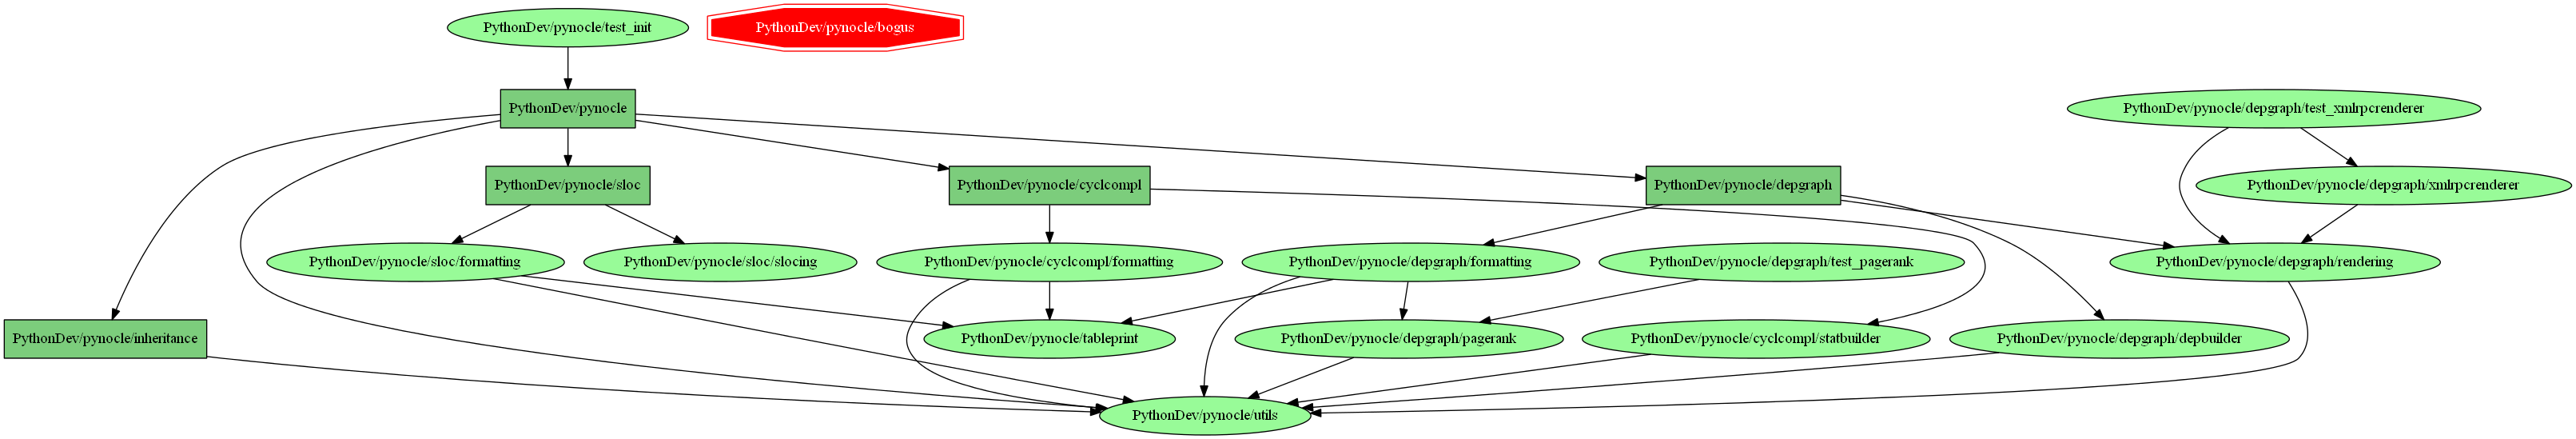 PythonDev/pynocle/test_init
PythonDev/pynocle/bogus
PythonDev/pynocle
PythonDev/pynocle/depgraph/test_xmlrpcrenderer
PythonDev/pynocle/sloc
PythonDev/pynocle/cyclcompl
PythonDev/pynocle/depgraph
PythonDev/pynocle/depgraph/xmlrpcrenderer
PythonDev/pynocle/sloc/formatting
PythonDev/pynocle/sloc/slocing
PythonDev/pynocle/cyclcompl/formatting
PythonDev/pynocle/depgraph/formatting
PythonDev/pynocle/depgraph/test_pagerank
PythonDev/pynocle/depgraph/rendering
PythonDev/pynocle/inheritance
PythonDev/pynocle/tableprint
PythonDev/pynocle/depgraph/pagerank
PythonDev/pynocle/cyclcompl/statbuilder
PythonDev/pynocle/depgraph/depbuilder
PythonDev/pynocle/utils